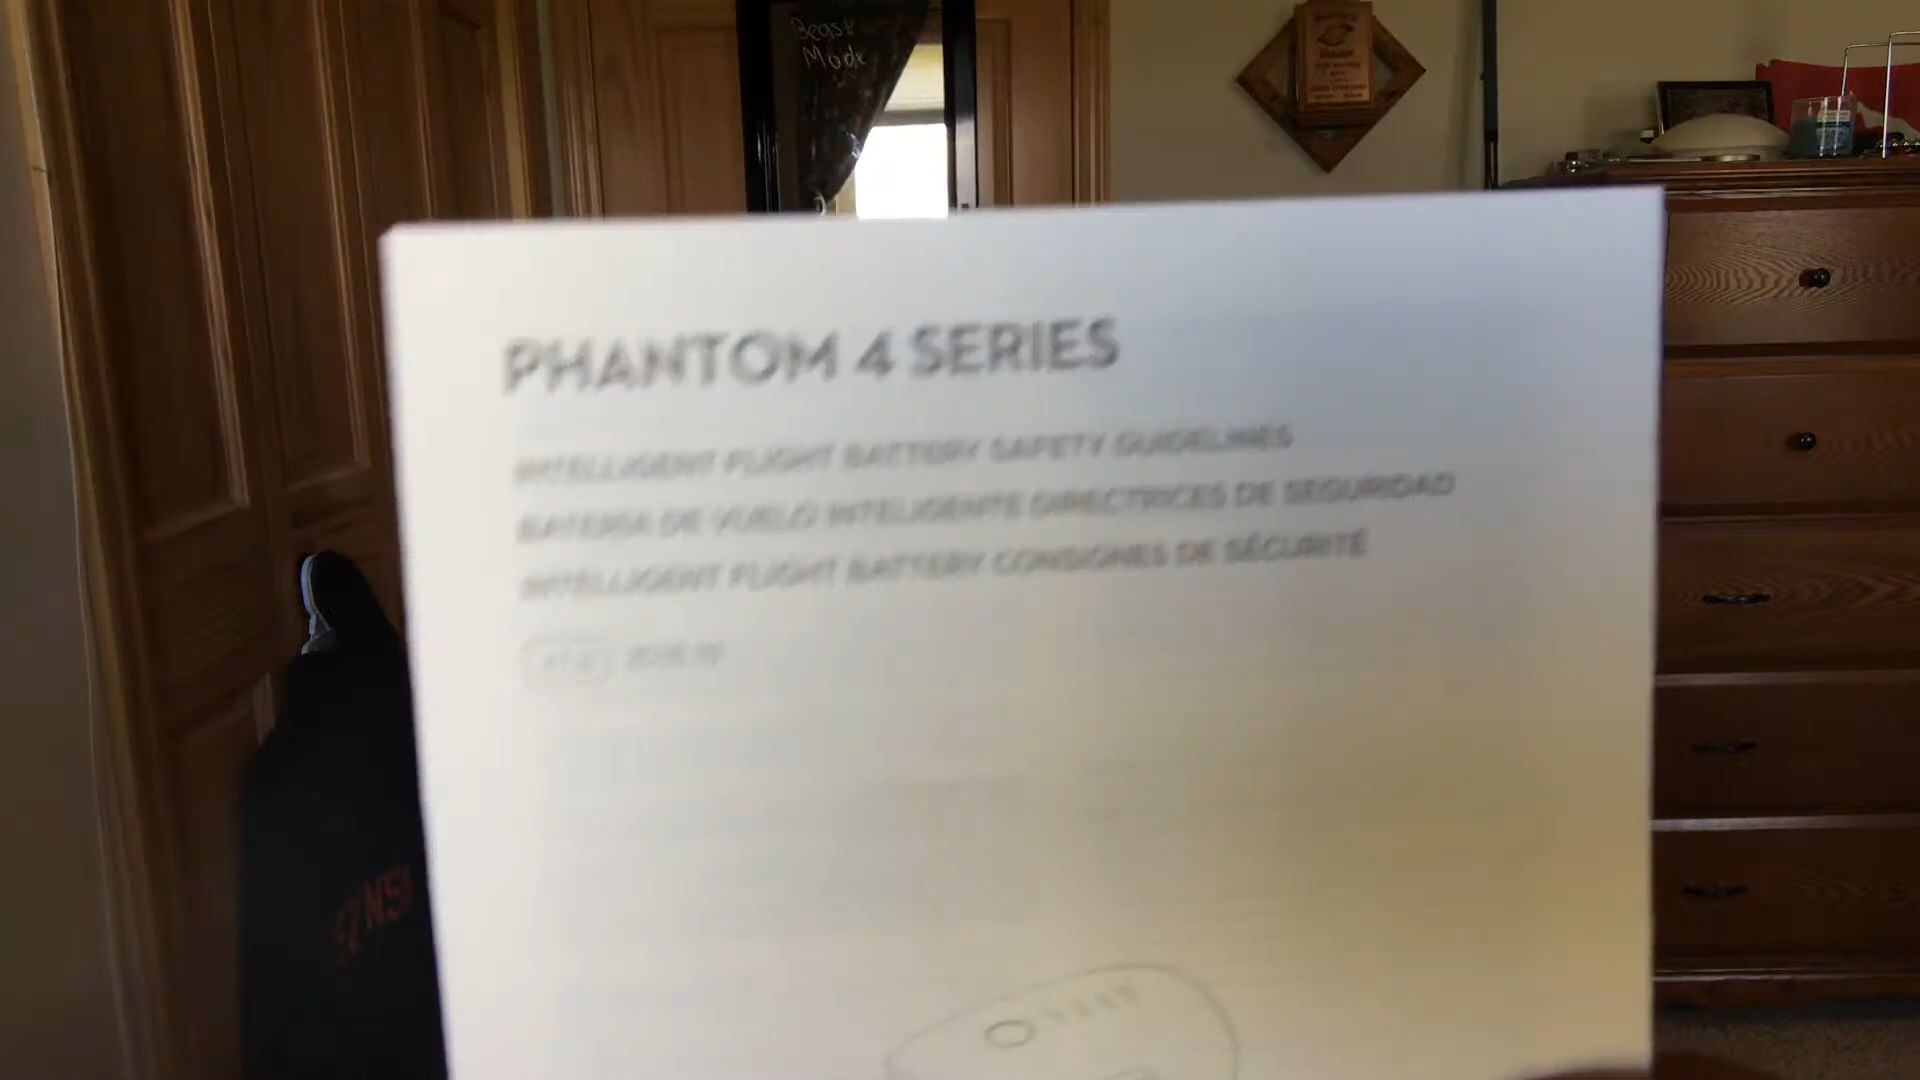 Beast
Mode
PHANTOM 4 SERIES
INTELLIGENT FLIGHT BATTERY SAFETY GUIDELINES
BATERÍA DE VUELO INTELIGENTE DIRECTRICES DE SEGURIDAD
INTELLIGENT FLIGHT BATTERY CONSIGNES DE SÉCURITÉ